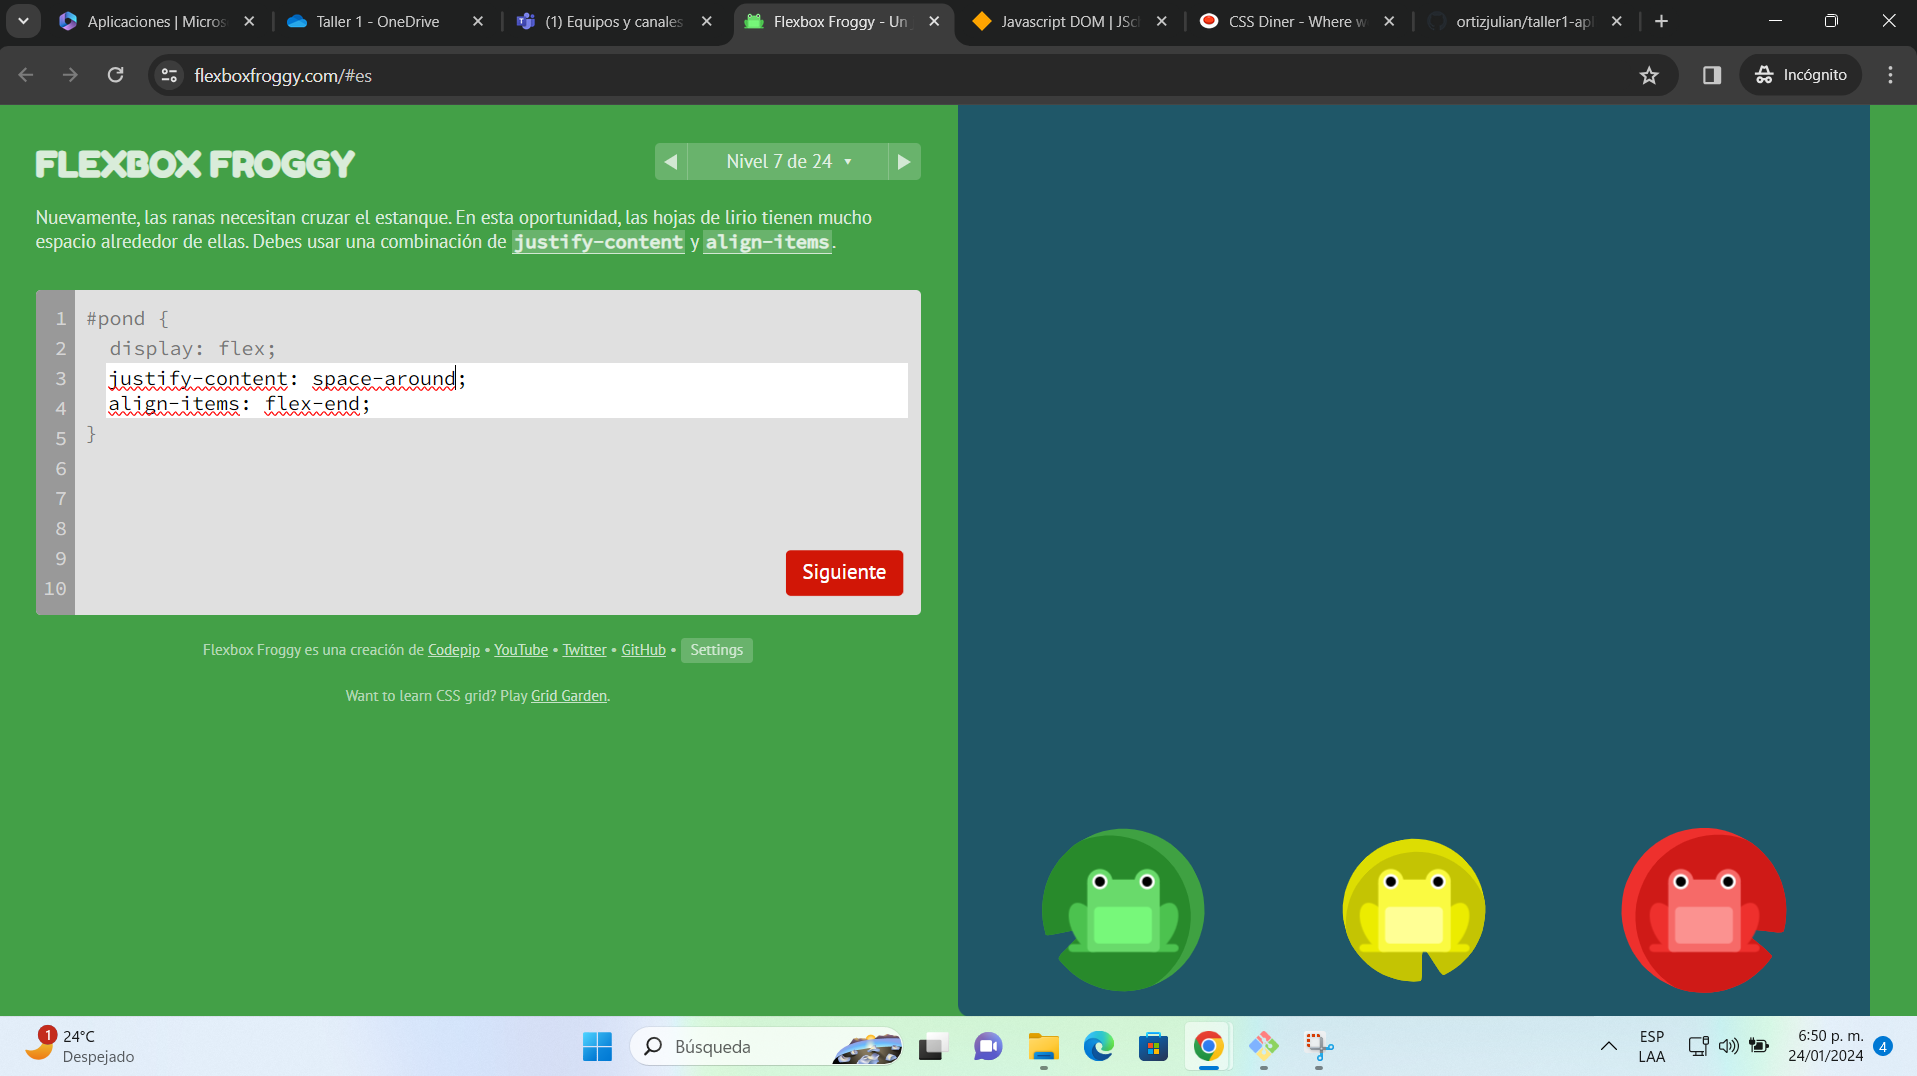 Aplicaciones | Micros
Taller 1 - OneDrive
(1) Equipos y canales
Flexbox Froggy - Un
Javascript DOM | JSc
CSS Diner - Where w
ortizjulian/taller1-apl
flexboxfroggy.com/#es
Incógnito
FLEXBOX FROGGY
Nivel 7 de 24
Nuevamente, las ranas necesitan cruzar el estanque. En esta oportunidad, las hojas de lirio tienen mucho
espacio alrededor de ellas. Debes usar una combinación de justify-content y align-items.
1 #pond {
2 display: flex;
3 justify-content: space-around;
4 align-items: flex-end;
5 }
6
7
8
9
10
Siguiente
Flexbox Froggy es una creación de Codepip • YouTube • Twitter • GitHub • Settings
Want to learn CSS grid? Play Grid Garden.
1
24°C
Despejado
Búsqueda
ESP
LAA
6:50 p. m.
24/01/2024
4